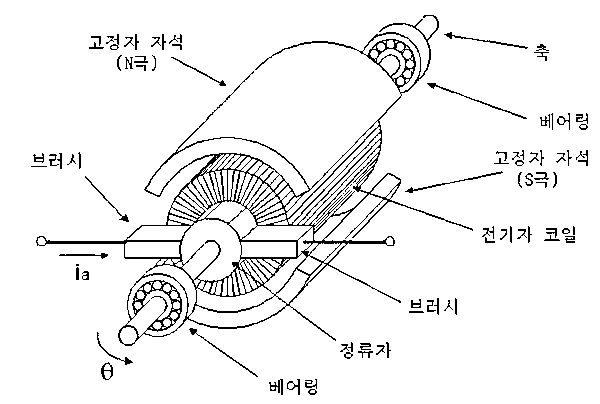 고정자 자석
(N극)
축
베어링
브러시
고정자 자석
(S극)
전기자 코일
ia
브러시
정류자
θ
베어링